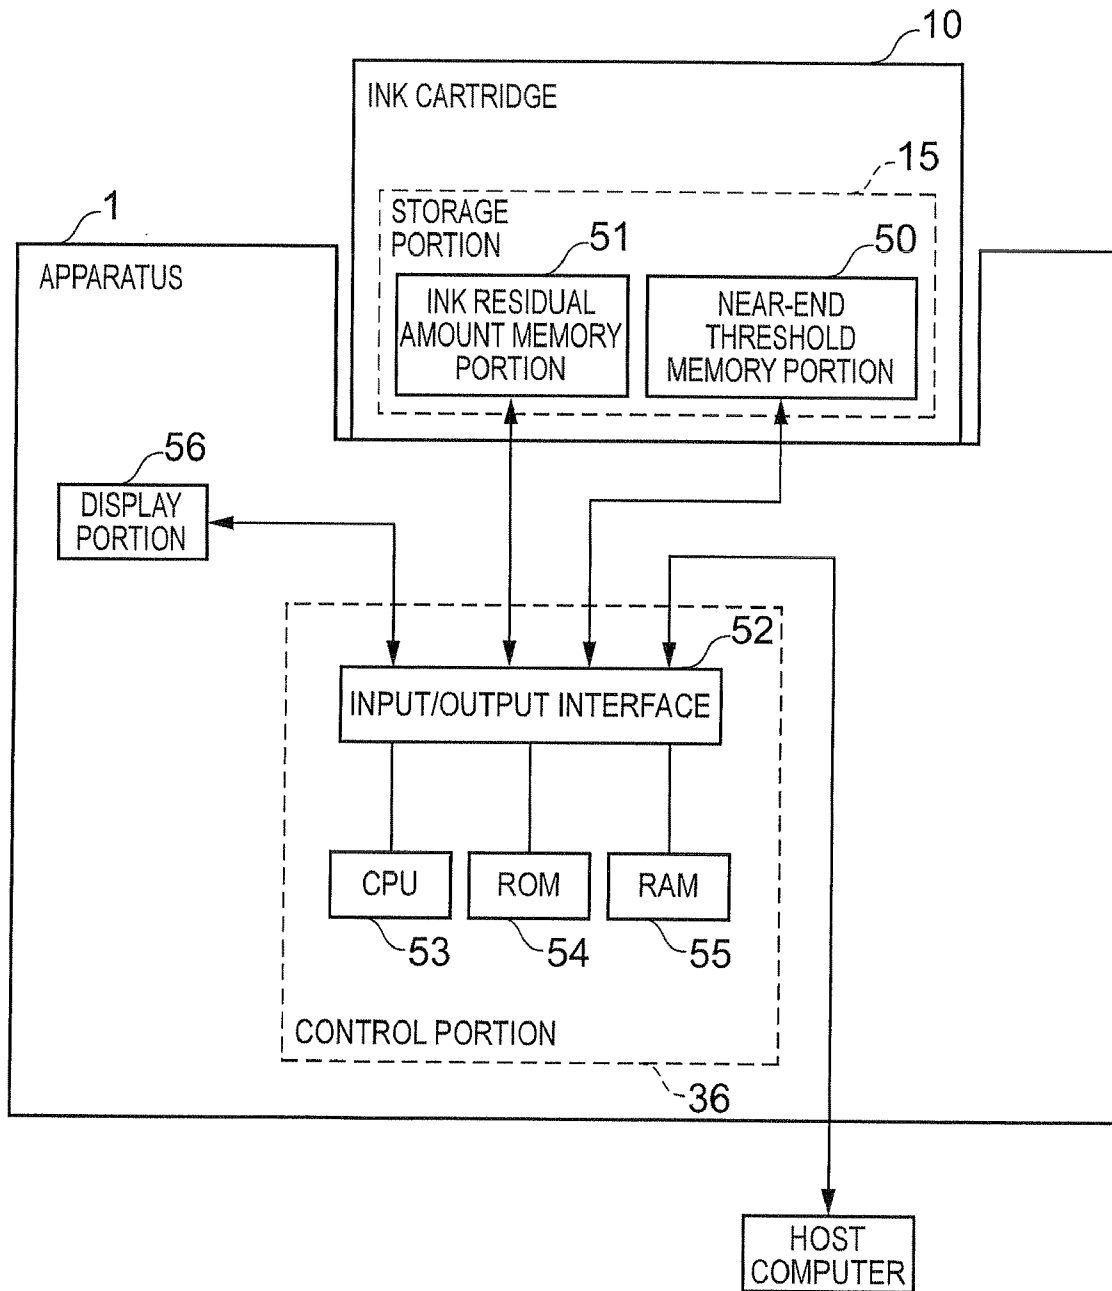 10
INK CARTRIDGE
15
STORAGE
PORTION
51
50
1
APPARATUS
INK RESIDUAL
AMOUNT MEMORY
PORTION
NEAR-END
THRESHOLD
MEMORY PORTION
56
DISPLAY
PORTION
52
INPUT/OUTPUT INTERFACE
CPU
ROM
RAM
53
54
55
CONTROL PORTION
36
HOST
COMPUTER